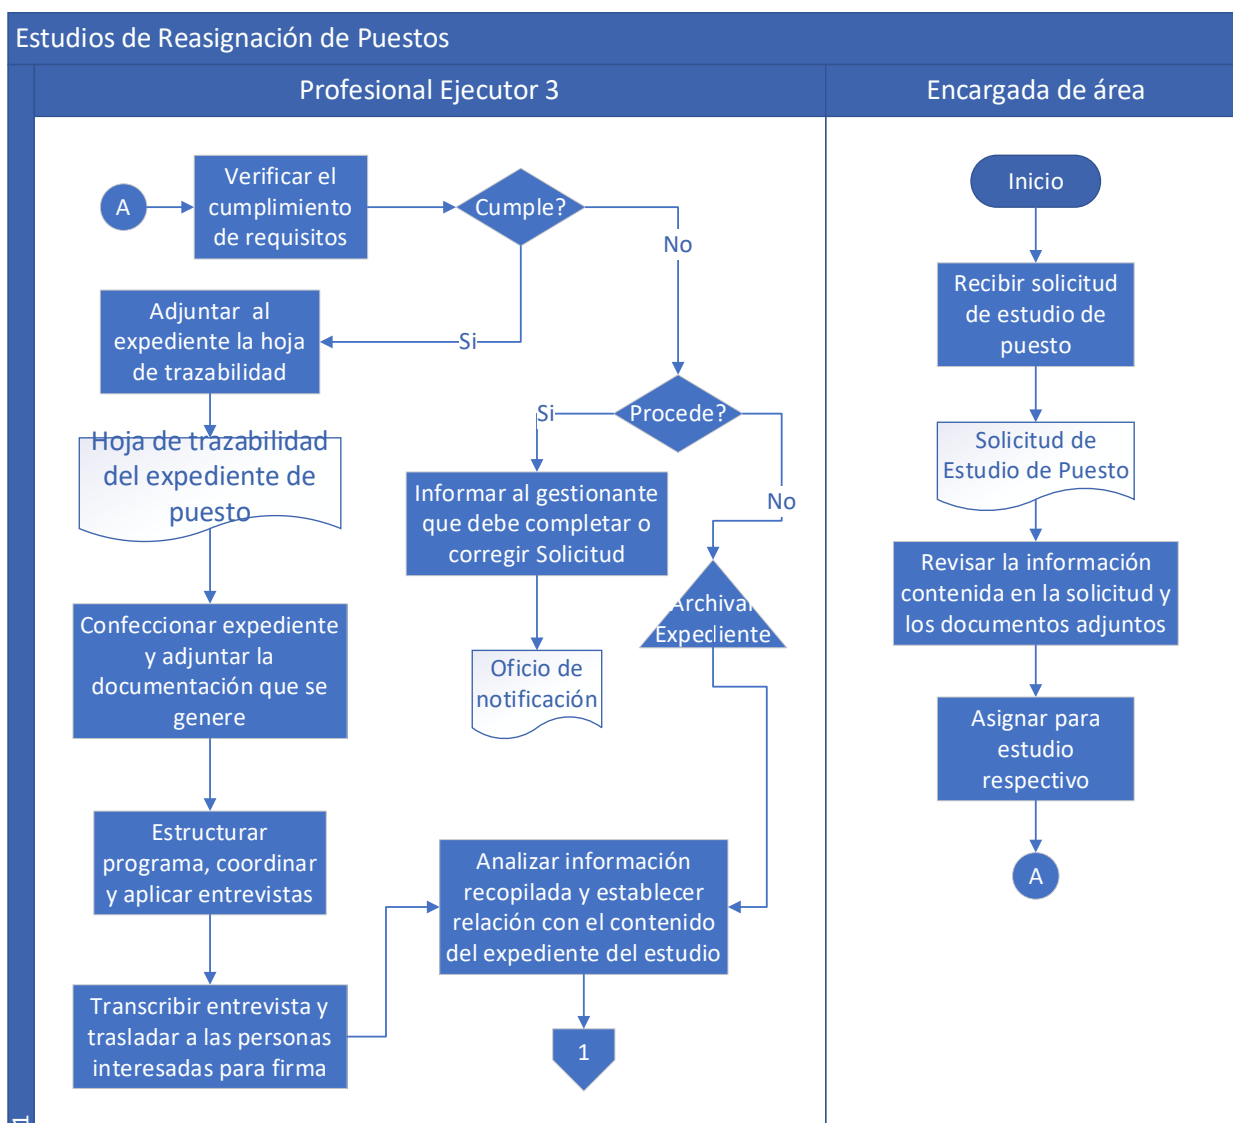 Estudios de Reasignación de Puestos
Profesional Ejecutor 3
Encargada de área
A
Verificar el
cumplimiento
de requisitos
Cumple?
No
Si
Adjuntar al
expediente la hoja
de trazabilidad
Hoja de trazabilidad
del expediente de
puesto
Procede?
Si
No
Informar al gestionante
que debe completar o
corregir Solicitud
Oficio de
notificación
Archivar
Expediente
Confeccionar expediente
y adjuntar la
documentación que se
genere
Estructurar
programa, coordinar
y aplicar entrevistas
Transcribir entrevista y
trasladar a las personas
interesadas para firma
Analizar información
recopilada y establecer
relación con el contenido
del expediente del estudio
1
Inicio
Recibir solicitud
de estudio de
puesto
Solicitud de
Estudio de Puesto
Revisar la información
contenida en la solicitud y
los documentos adjuntos
Asignar para
estudio
respectivo
A
1